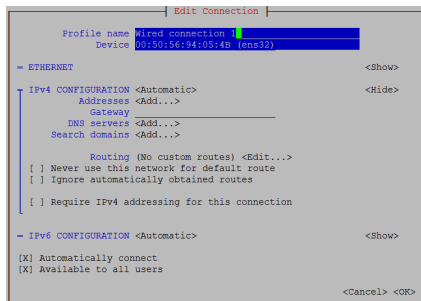 Edit Connection
Profile name Wired connection 1
Device 00:50:56:94:05:4B (ens32)
= ETHERNET <Show>
IPv4 CONFIGURATION <Automatic> <Hide>
Addresses <Add...>
Gateway
DNS servers <Add...>
Search domains <Add...>
Routing (No custom routes) <Edit...>
[ ] Never use this network for default route
[ ] Ignore automatically obtained routes
[ ] Require IPv4 addressing for this connection
= IPv6 CONFIGURATION <Automatic> <Show>
[X] Automatically connect
[X] Available to all users
<Cancel> <OK>